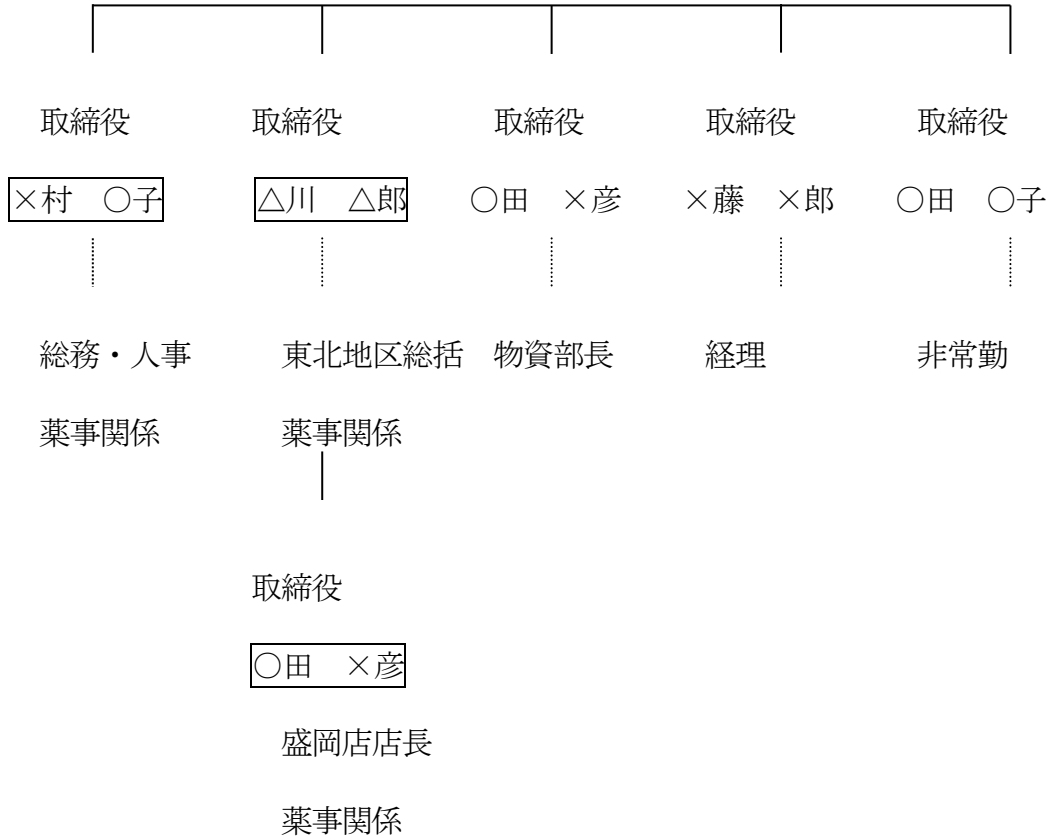 取締役　取締役　取締役　取締役　取締役
×村　○子　△川　△郎　○田　×彦　×藤　×郎　○田　○子
総務・人事　東北地区総括　物資部長　経理　非常勤
薬事関係　薬事関係
取締役
○田　×彦
盛岡店店長
薬事関係